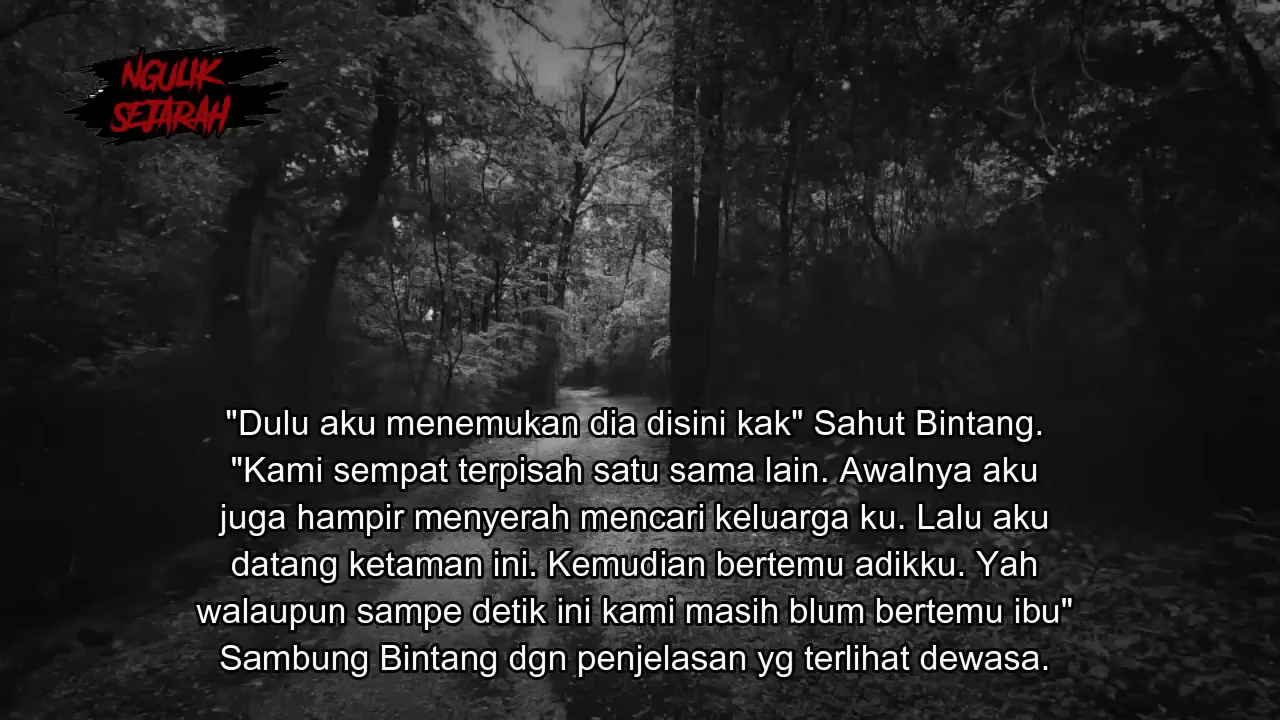 NGULIK
SEJARAH
"Dulu aku menemukan dia disini kak" Sahut Bintang.
"Kami sempat terpisah satu sama lain. Awalnya aku
juga hampir menyerah mencari keluarga ku. Lalu aku
datang ketaman ini. Kemudian bertemu adikku. Yah
walaupun sampe detik ini kami masih blum bertemu ibu"
Sambung Bintang dgn penjelasan yg terlihat dewasa.